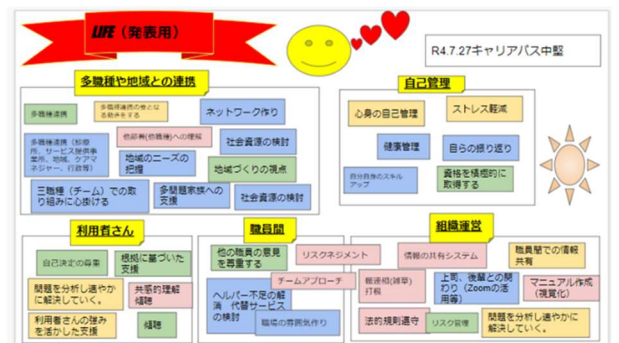 LIFE（発表用）
R4.7.27キャリアパス中堅
多職種や地域との連携
多職種連携
多職種連携の要とな
る動きをする
ネットワーク作り
他部署(他職種)への理解
多職種連携（診療
所、サービス提供事
業所、地域、ケアマ
ネジャー、行政等）
地域のニーズの
把握
社会資源の検討
地域づくりの視点
三職種（チーム）での取
り組みに心掛ける
多問題家族への
支援
社会資源の検討
自己管理
心身の自己管理
ストレス軽減
健康管理
自らの振り返り
自分自身のスキル
アップ
資格を積極的に
取得する
利用者さん
自己決定の尊重
根拠に基づいた
支援
問題を分析し速やか
に解決していく。
共感的理解
傾聴
利用者さんの強み
を活かした支援
傾聴
職員間
他の職員の意見
を尊重する
リスクネジメント
チームアプローチ
ヘルパー不足の解
消　代替サービス
の検討
職場の雰囲気作り
組織運営
情報の共有システム
職員間での情報
共有
報連相(雑草)
打破
上司、後輩との関
わり（Zoomの活
用等）
マニュアル作成
（視覚化）
法的規則遵守
リスク管理
問題を分析し速やかに
解決していく。